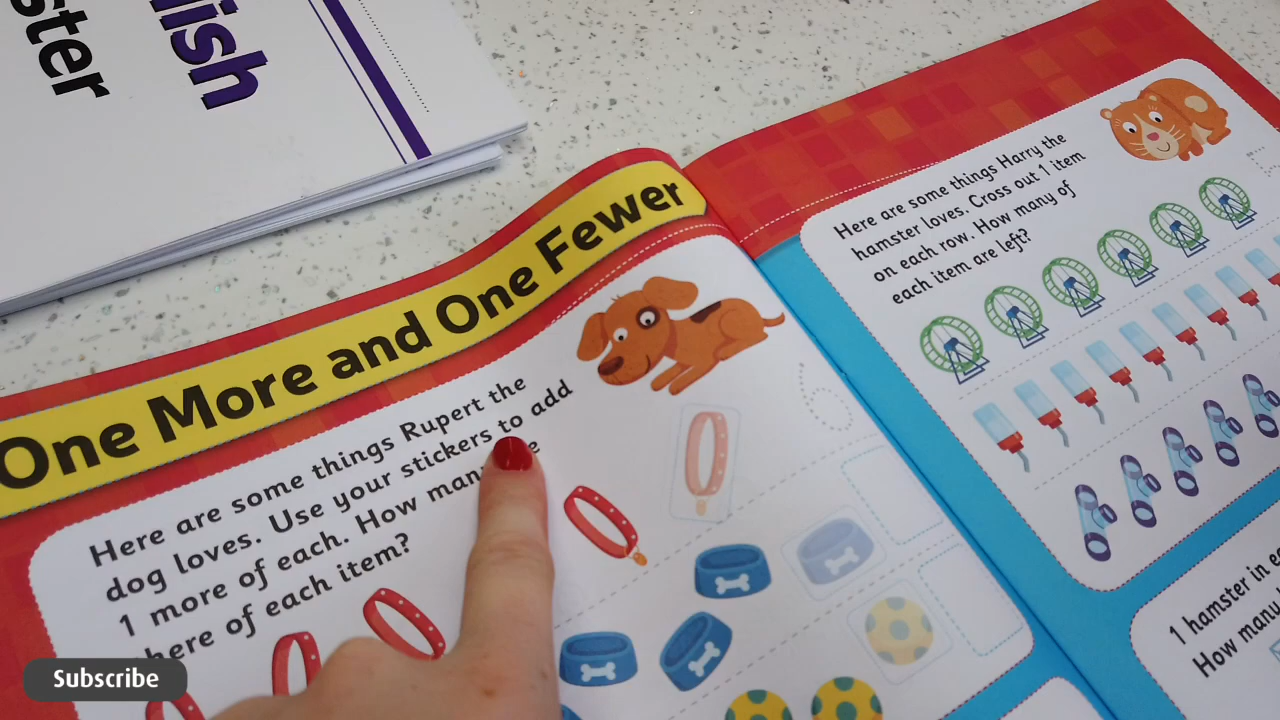 lish
ster
One More and One Fewer
Here are some things Rupert the
dog loves. Use your stickers to add
1 more of each. How many
here of each item?
Here are some things Harry the
hamster loves. Cross out 1 item
on each row. How many of
each item are left?
1 hamster in
How many
Subscribe